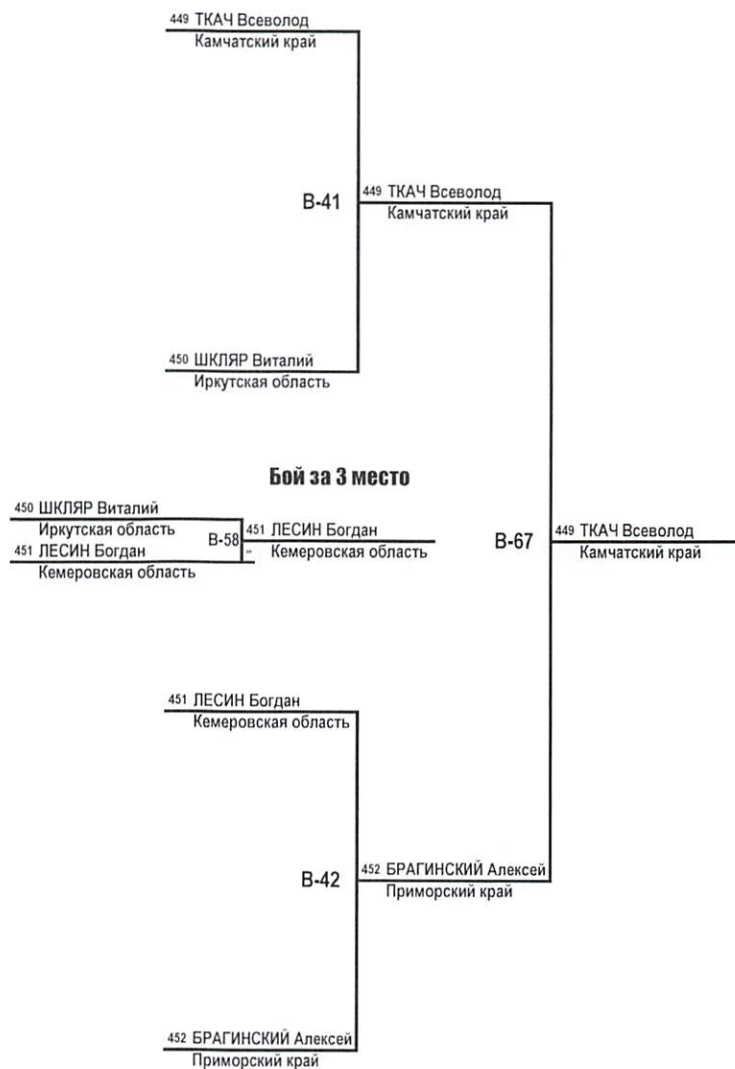 449 ТКАЧ Всеволод
Камчатский край
В-41
449 ТКАЧ Всеволод
Камчатский край
450 ШКЛЯР Виталий
Иркутская область
Бой за 3 место
450 ШКЛЯР Виталий
Иркутская область
451 ЛЕСИН Богдан
Кемеровская область
В-58
451 ЛЕСИН Богдан
Кемеровская область
В-67
449 ТКАЧ Всеволод
Камчатский край
451 ЛЕСИН Богдан
Кемеровская область
В-42
452 БРАГИНСКИЙ Алексей
Приморский край
452 БРАГИНСКИЙ Алексей
Приморский край